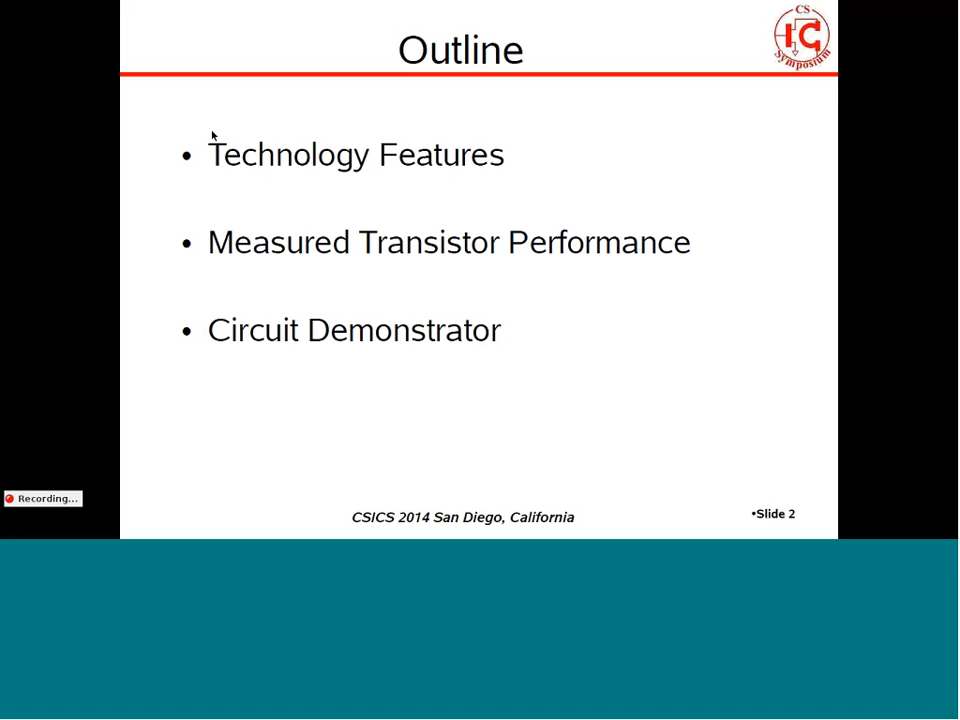 Outline
CS
IC
Symposium
• Technology Features
• Measured Transistor Performance
• Circuit Demonstrator
Recording...
CSICS 2014 San Diego, California
•Slide 2